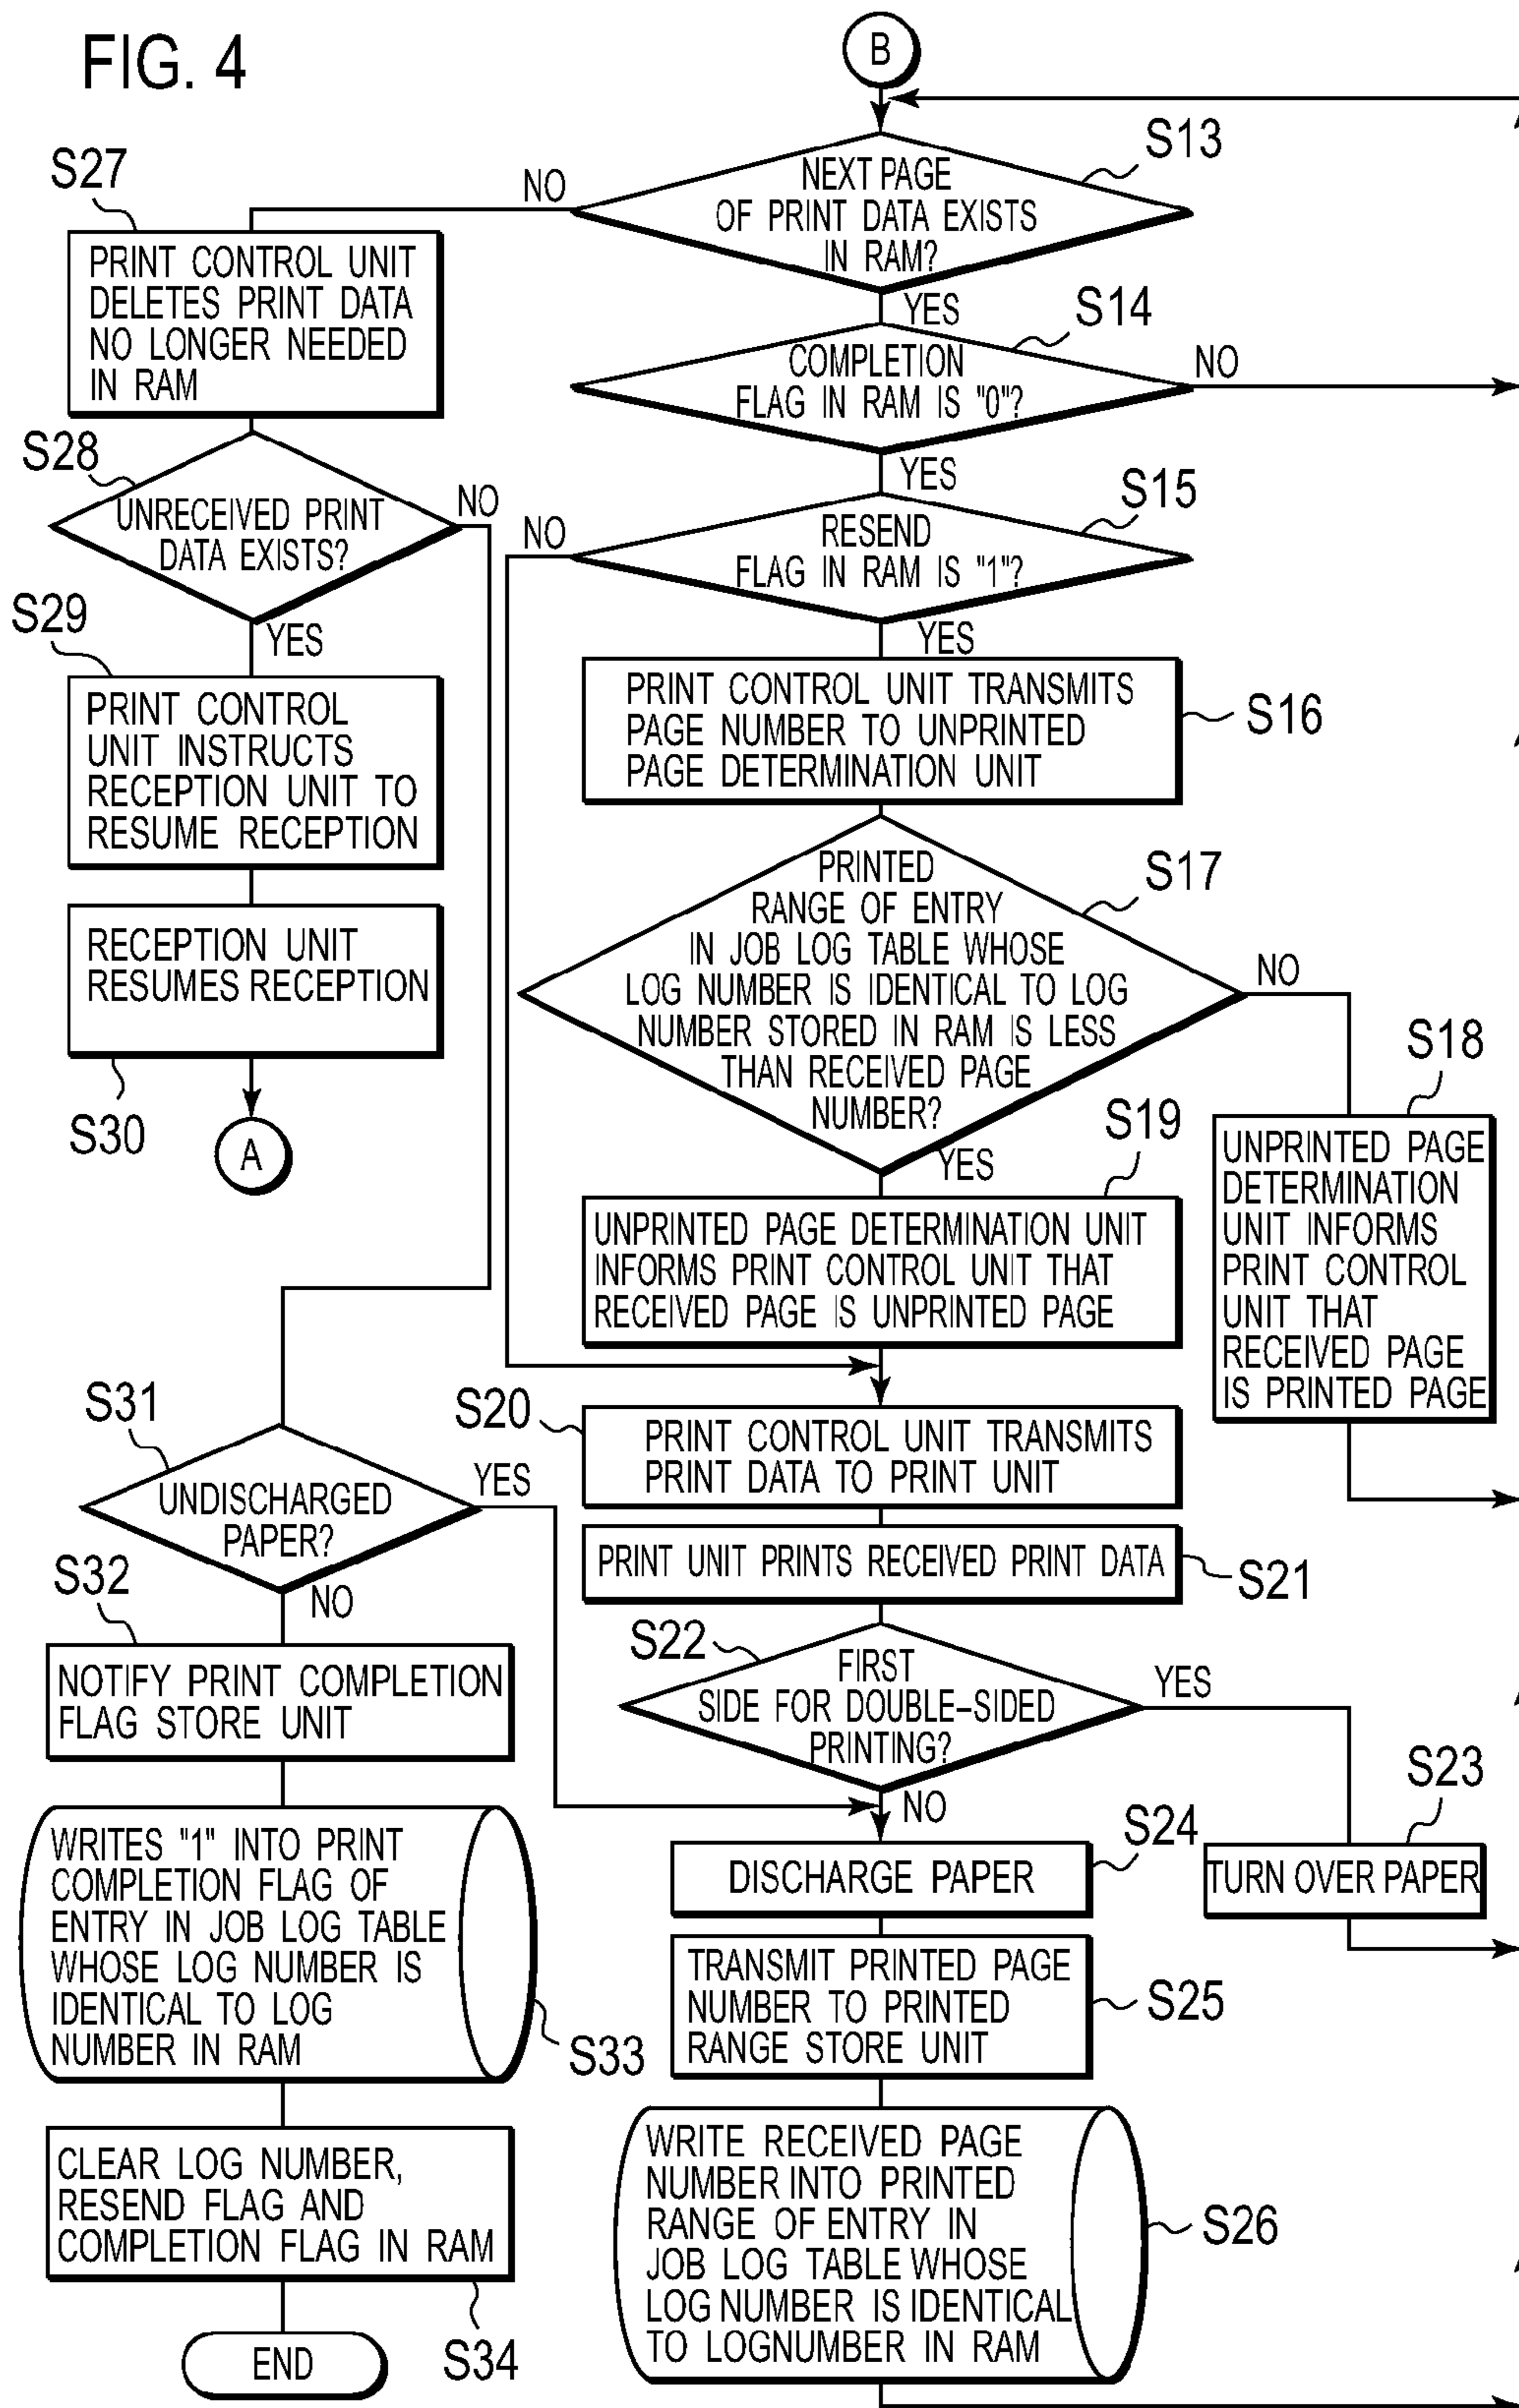 FIG. 4
B
S13
NEXT PAGE
OF PRINT DATA EXISTS
IN RAM?
NO
YES
S14
COMPLETION
FLAG IN RAM IS "0"?
NO
YES
S15
RESEND
FLAG IN RAM IS "1"?
NO
YES
PRINT CONTROL UNIT TRANSMITS
PAGE NUMBER TO UNPRINTED
PAGE DETERMINATION UNIT
S16
PRINTED
RANGE OF ENTRY
IN JOB LOG TABLE WHOSE
LOG NUMBER IS IDENTICAL TO LOG
NUMBER STORED IN RAM IS LESS
THAN RECEIVED PAGE
NUMBER?
S17
NO
YES
S18
UNPRINTED PAGE
DETERMINATION
UNIT INFORMS
PRINT CONTROL
UNIT THAT
RECEIVED PAGE
IS PRINTED PAGE
S19
UNPRINTED PAGE DETERMINATION UNIT
INFORMS PRINT CONTROL UNIT THAT
RECEIVED PAGE IS UNPRINTED PAGE
S20
PRINT CONTROL UNIT TRANSMITS
PRINT DATA TO PRINT UNIT
PRINT UNIT PRINTS RECEIVED PRINT DATA
S21
S22
FIRST
SIDE FOR DOUBLE-SIDED
PRINTING?
YES
NO
S23
TURN OVER PAPER
S24
DISCHARGE PAPER
TRANSMIT PRINTED PAGE
NUMBER TO PRINTED
RANGE STORE UNIT
S25
WRITE RECEIVED PAGE
NUMBER INTO PRINTED
RANGE OF ENTRY IN
JOB LOG TABLE WHOSE
LOG NUMBER IS IDENTICAL
TO LOGNUMBER IN RAM
S26
S27
PRINT CONTROL UNIT
DELETES PRINT DATA
NO LONGER NEEDED
IN RAM
S28
UNRECEIVED PRINT
DATA EXISTS?
NO
YES
S29
PRINT CONTROL
UNIT INSTRUCTS
RECEPTION UNIT TO
RESUME RECEPTION
RECEPTION UNIT
RESUMES RECEPTION
S30
A
S31
UNDISCHARGED
PAPER?
YES
NO
S32
NOTIFY PRINT COMPLETION
FLAG STORE UNIT
WRITES "1" INTO PRINT
COMPLETION FLAG OF
ENTRY IN JOB LOG TABLE
WHOSE LOG NUMBER IS
IDENTICAL TO LOG
NUMBER IN RAM
S33
CLEAR LOG NUMBER,
RESEND FLAG AND
COMPLETION FLAG IN RAM
S34
END